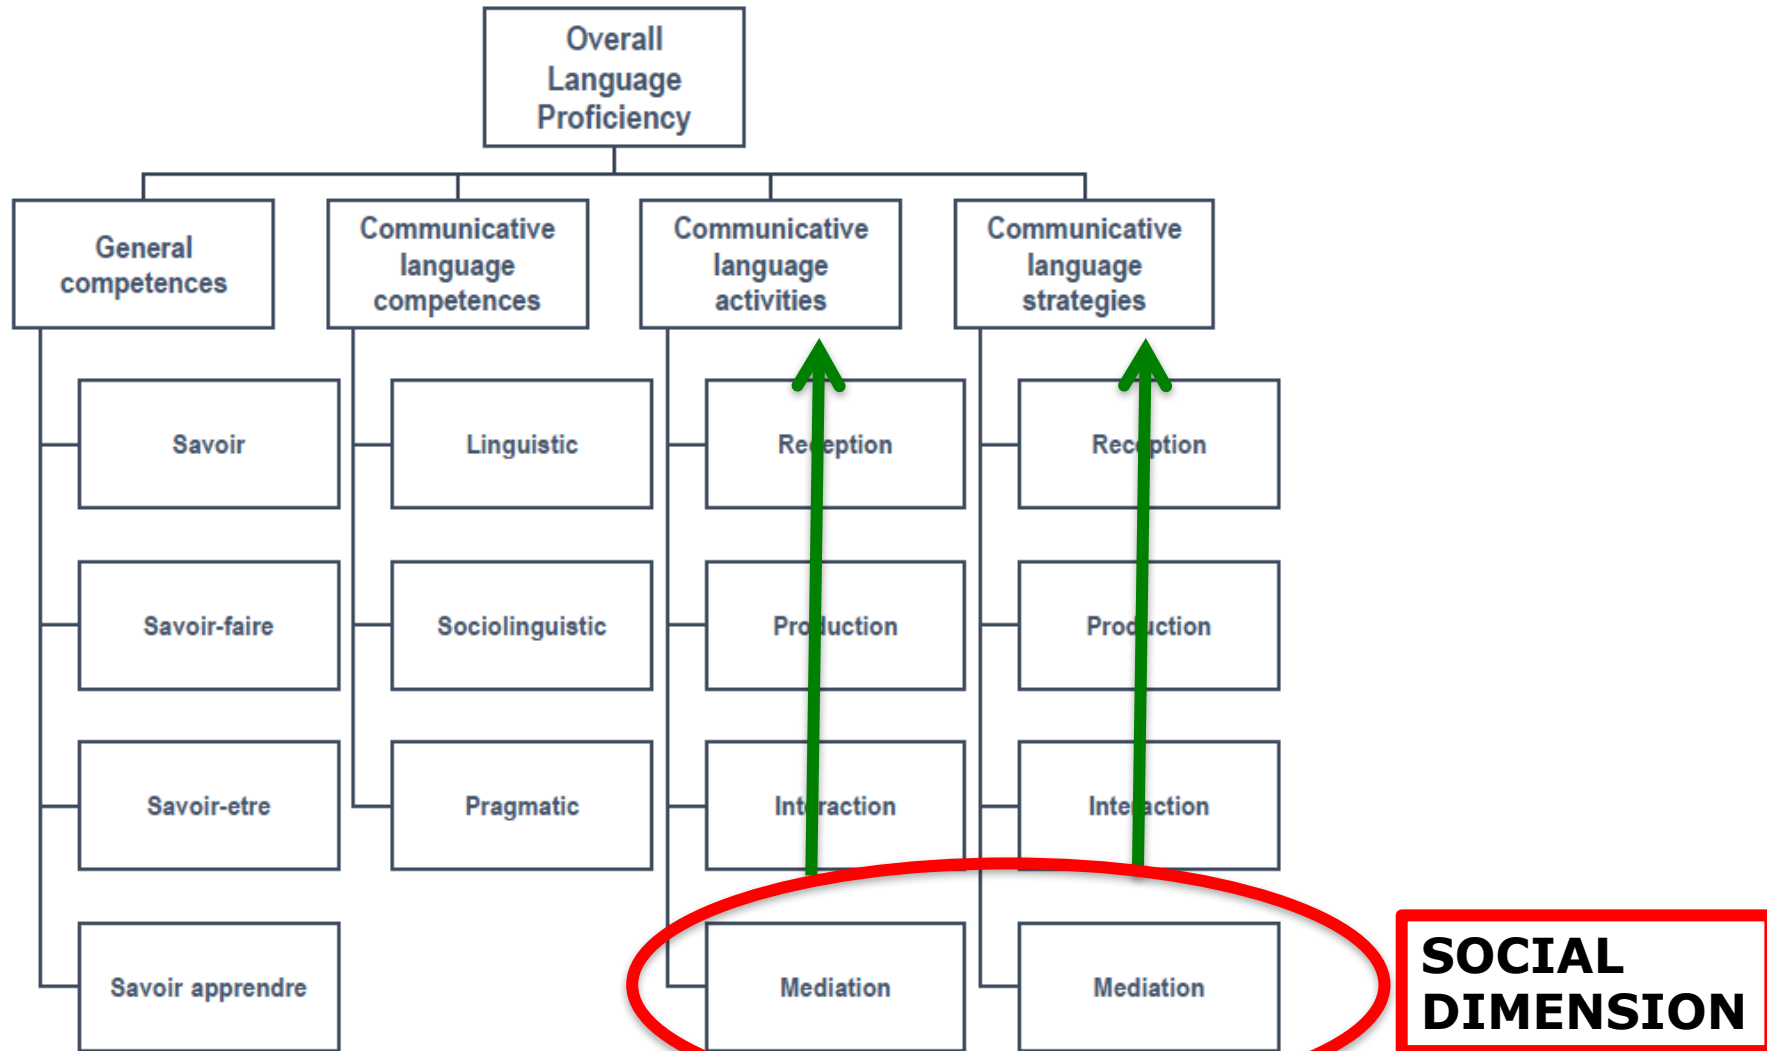 Overall
Language
Proficiency
General
competences
Communicative
language
competences
Communicative
language
activities
Communicative
language
strategies
Savoir
Linguistic
Reception
Reception
Savoir-faire
Sociolinguistic
Production
Production
Savoir-etre
Pragmatic
Interaction
Interaction
Savoir apprendre
Mediation
Mediation
SOCIAL
DIMENSION